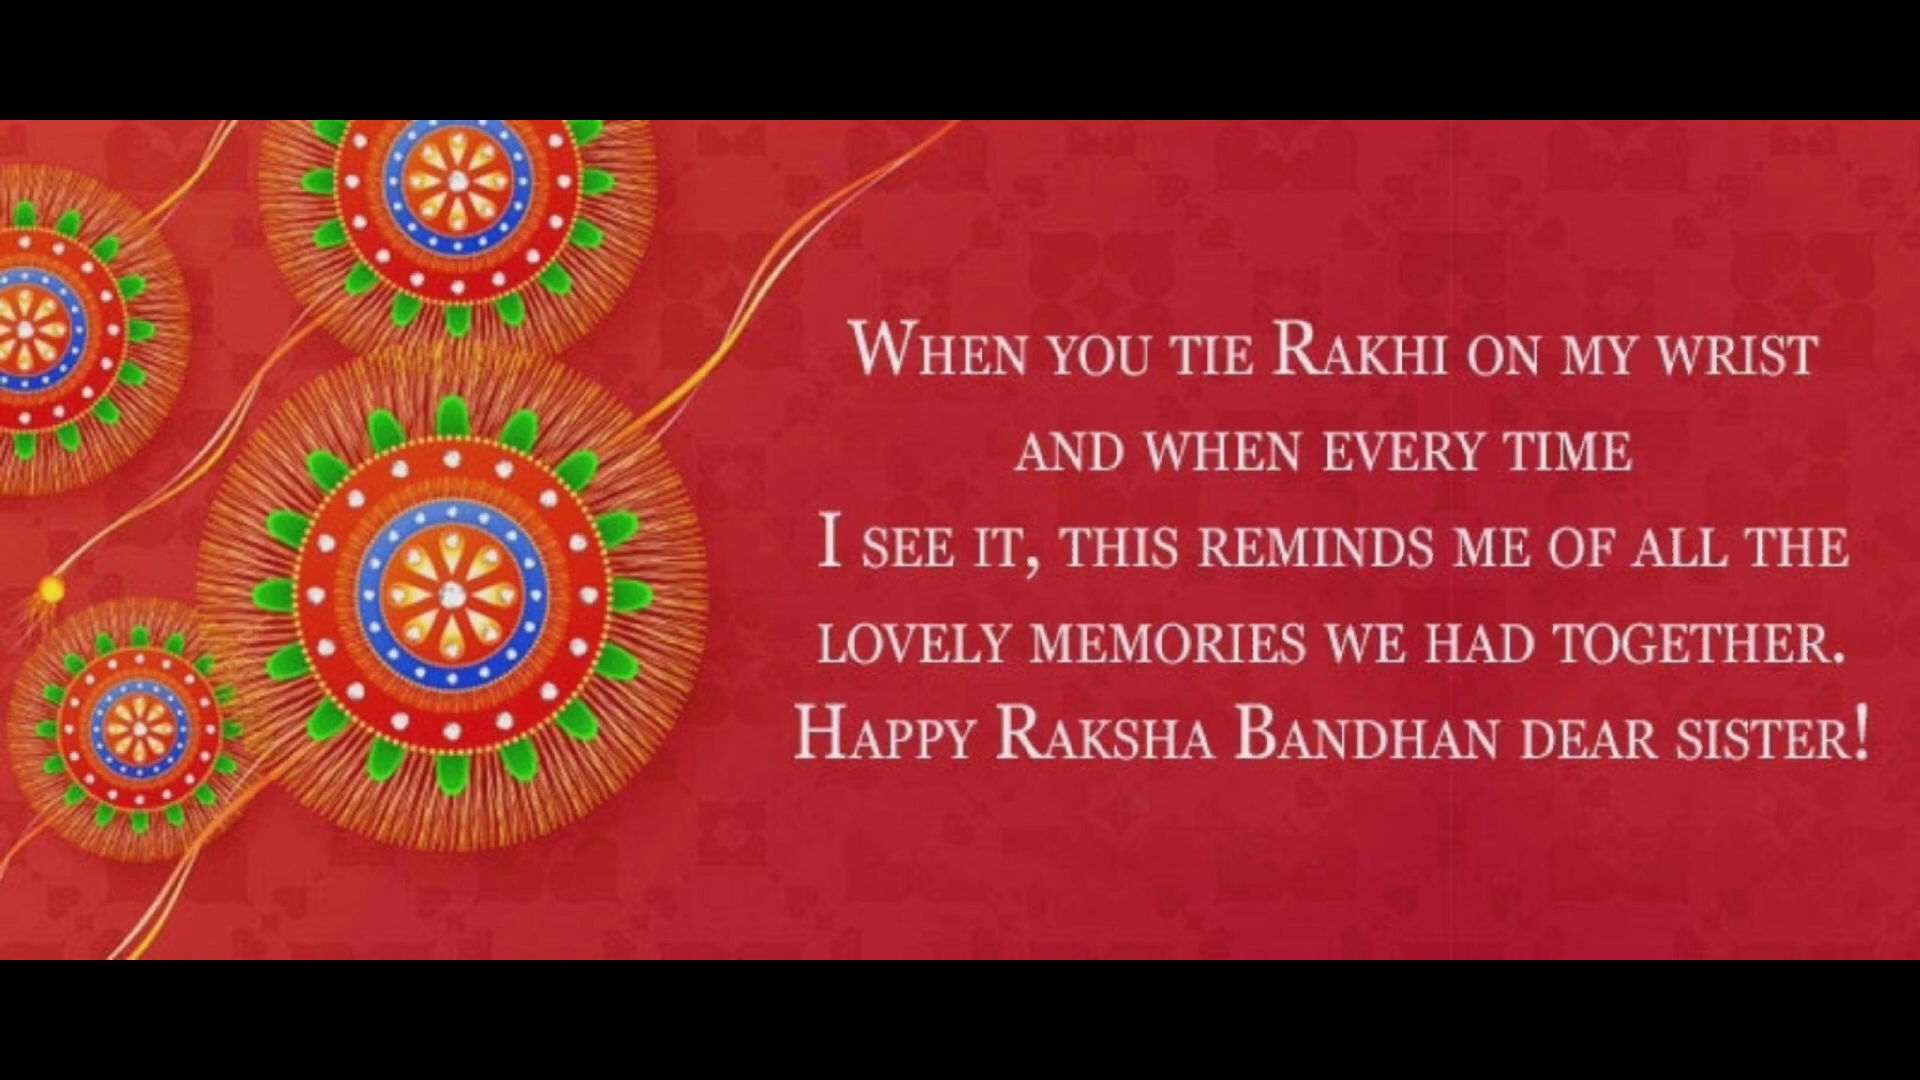 When you tie Rakhi on my wrist
and when every time
I see it, this reminds me of all the
lovely memories we had together.
Happy Raksha Bandhan dear sister!